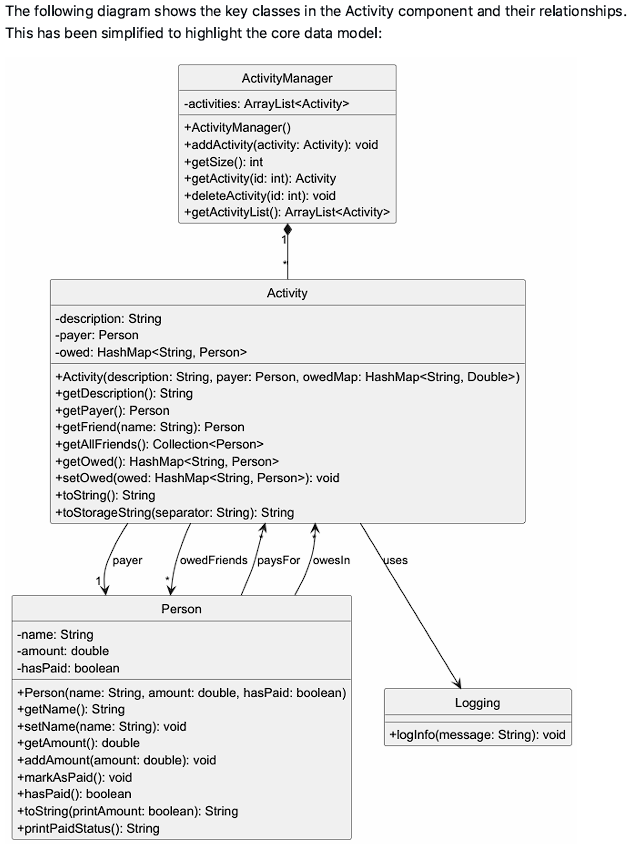 The following diagram shows the key classes in the Activity component and their relationships.
This has been simplified to highlight the core data model:
ActivityManager
-activities: ArrayList<Activity>
+ActivityManager()
+addActivity(activity: Activity): void
+getSize(): int
+getActivity(id: int): Activity
+deleteActivity(id: int): void
+getActivityList(): ArrayList<Activity>
1
*
Activity
-description: String
-payer: Person
-owed: HashMap<String, Person>
+Activity(description: String, payer: Person, owedMap: HashMap<String, Double>)
+getDescription(): String
+getPayer(): Person
+getFriend(name: String): Person
+getAllFriends(): Collection<Person>
+getOwed(): HashMap<String, Person>
+setOwed(owed: HashMap<String, Person>): void
+toString(): String
+toStorageString(separator: String): String
* *
payer owedFriends paysFor owesIn uses
1 *
Person
-name: String
-amount: double
-hasPaid: boolean
+Person(name: String, amount: double, hasPaid: boolean)
+getName(): String
+setName(name: String): void
+getAmount(): double
+addAmount(amount: double): void
+markAsPaid(): void
+hasPaid(): boolean
+toString(printAmount: boolean): String
+printPaidStatus(): String
Logging
+logInfo(message: String): void